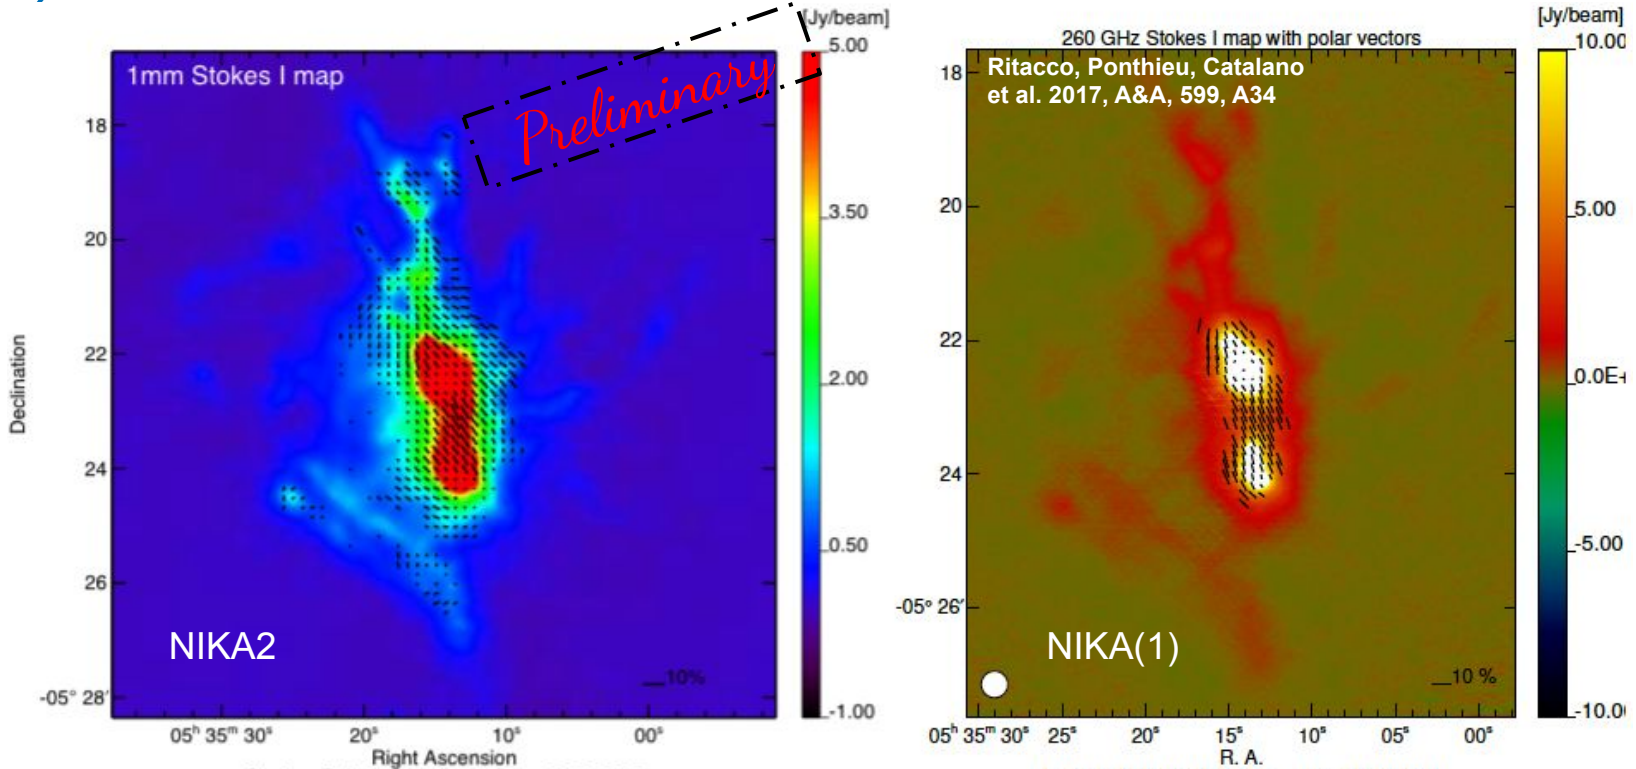 [Jy/beam]
5.00
1mm Stokes I map
Preliminary
18
20
3.50
22
2.00
24
0.50
26
NIKA2
10%
-05° 28′
-1.00
Declination
05ʰ 35ᵐ 30ˢ
20ˢ
10ˢ
00ˢ
Right Ascension
[Jy/beam]
10.00
260 GHz Stokes I map with polar vectors
Ritacco, Ponthieu, Catalano
et al. 2017, A&A, 599, A34
18
20
5.00
22
0.0E+
24
-5.00
-05° 26′
NIKA(1)
10 %
-10.0
05ʰ 35ᵐ 30ˢ
25ˢ
20ˢ
15ˢ
10ˢ
05ˢ
00ˢ
R. A.